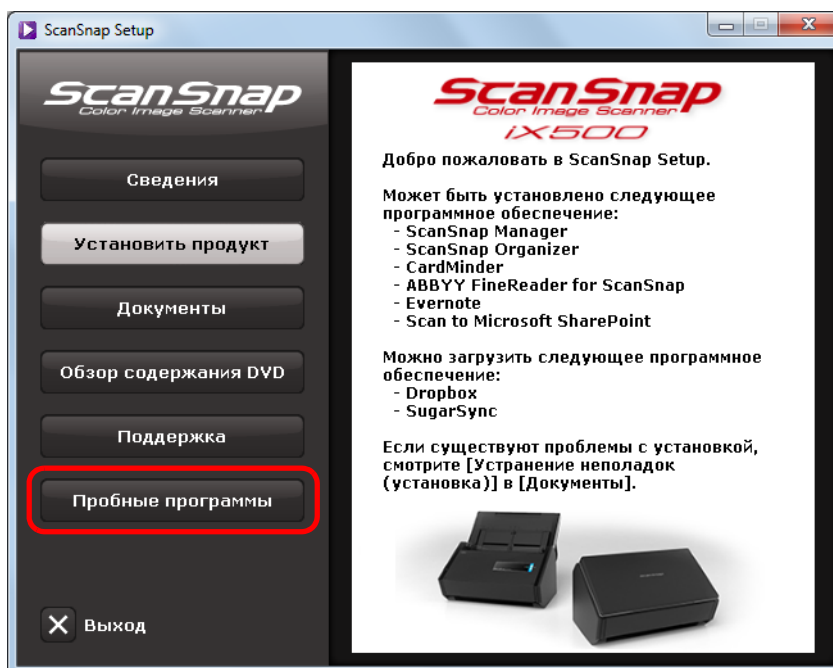 ScanSnap Setup
ScanSnap
Color Image Scanner
Сведения
Установить продукт
Документы
Обзор содержания DVD
Поддержка
Пробные программы
Выход
ScanSnap
Color Image Scanner
iX500
Добро пожаловать в ScanSnap Setup.
Может быть установлено следующее
программное обеспечение:
- ScanSnap Manager
- ScanSnap Organizer
- CardMinder
- ABBYY FineReader for ScanSnap
- Evernote
- Scan to Microsoft SharePoint
Можно загрузить следующее программное
обеспечение:
- Dropbox
- SugarSync
Если существуют проблемы с установкой,
смотрите [Устранение неполадок
(установка)] в [Документы].